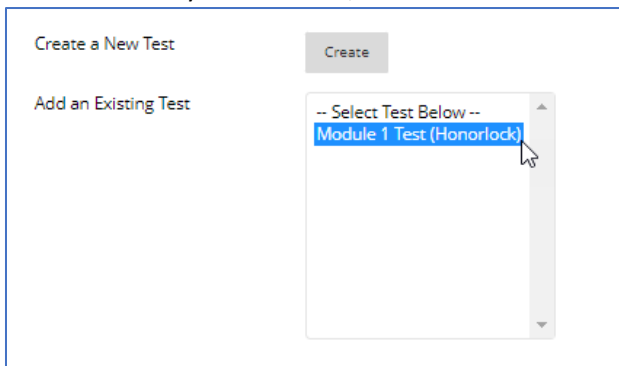 Create a New Test
Create
Add an Existing Test
-- Select Test Below --
Module 1 Test (Honorlock)